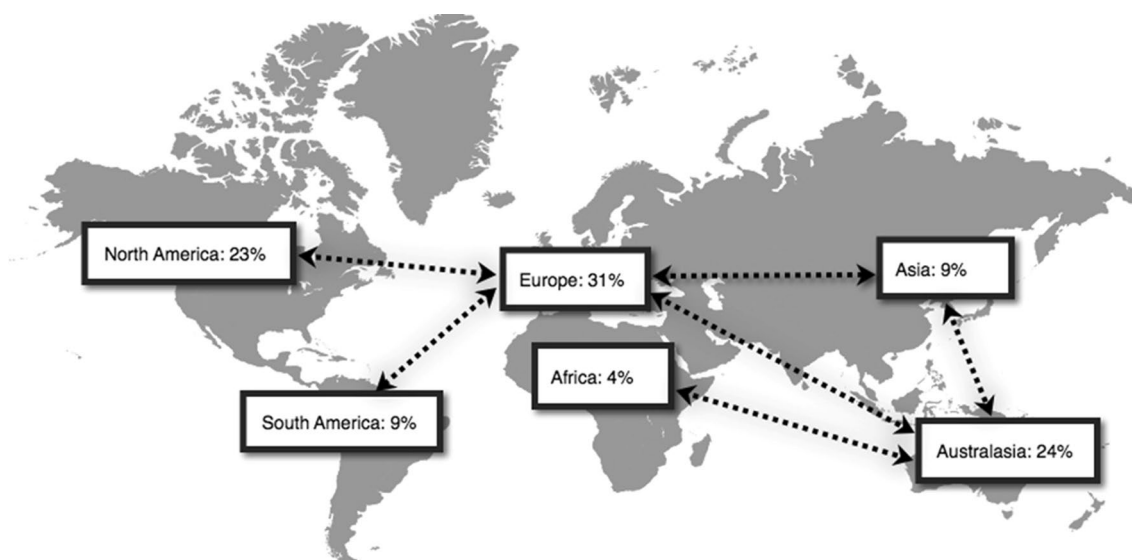 North America: 23%
Europe: 31%
Asia: 9%
Africa: 4%
South America: 9%
Australasia: 24%